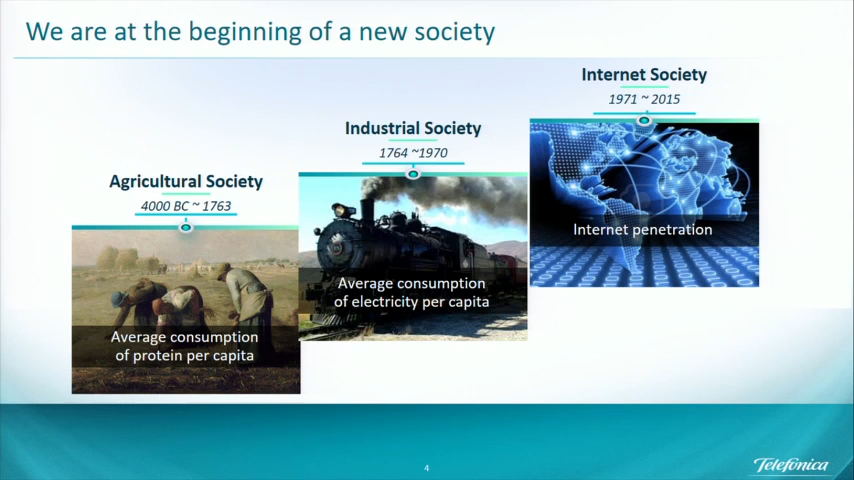 We are at the beginning of a new society
Internet Society
1971 ~ 2015
Industrial Society
1764 ~1970
Agricultural Society
4000 BC ~ 1763
Internet penetration
Average consumption
of electricity per capita
Average consumption
of protein per capita
4
Telefónica